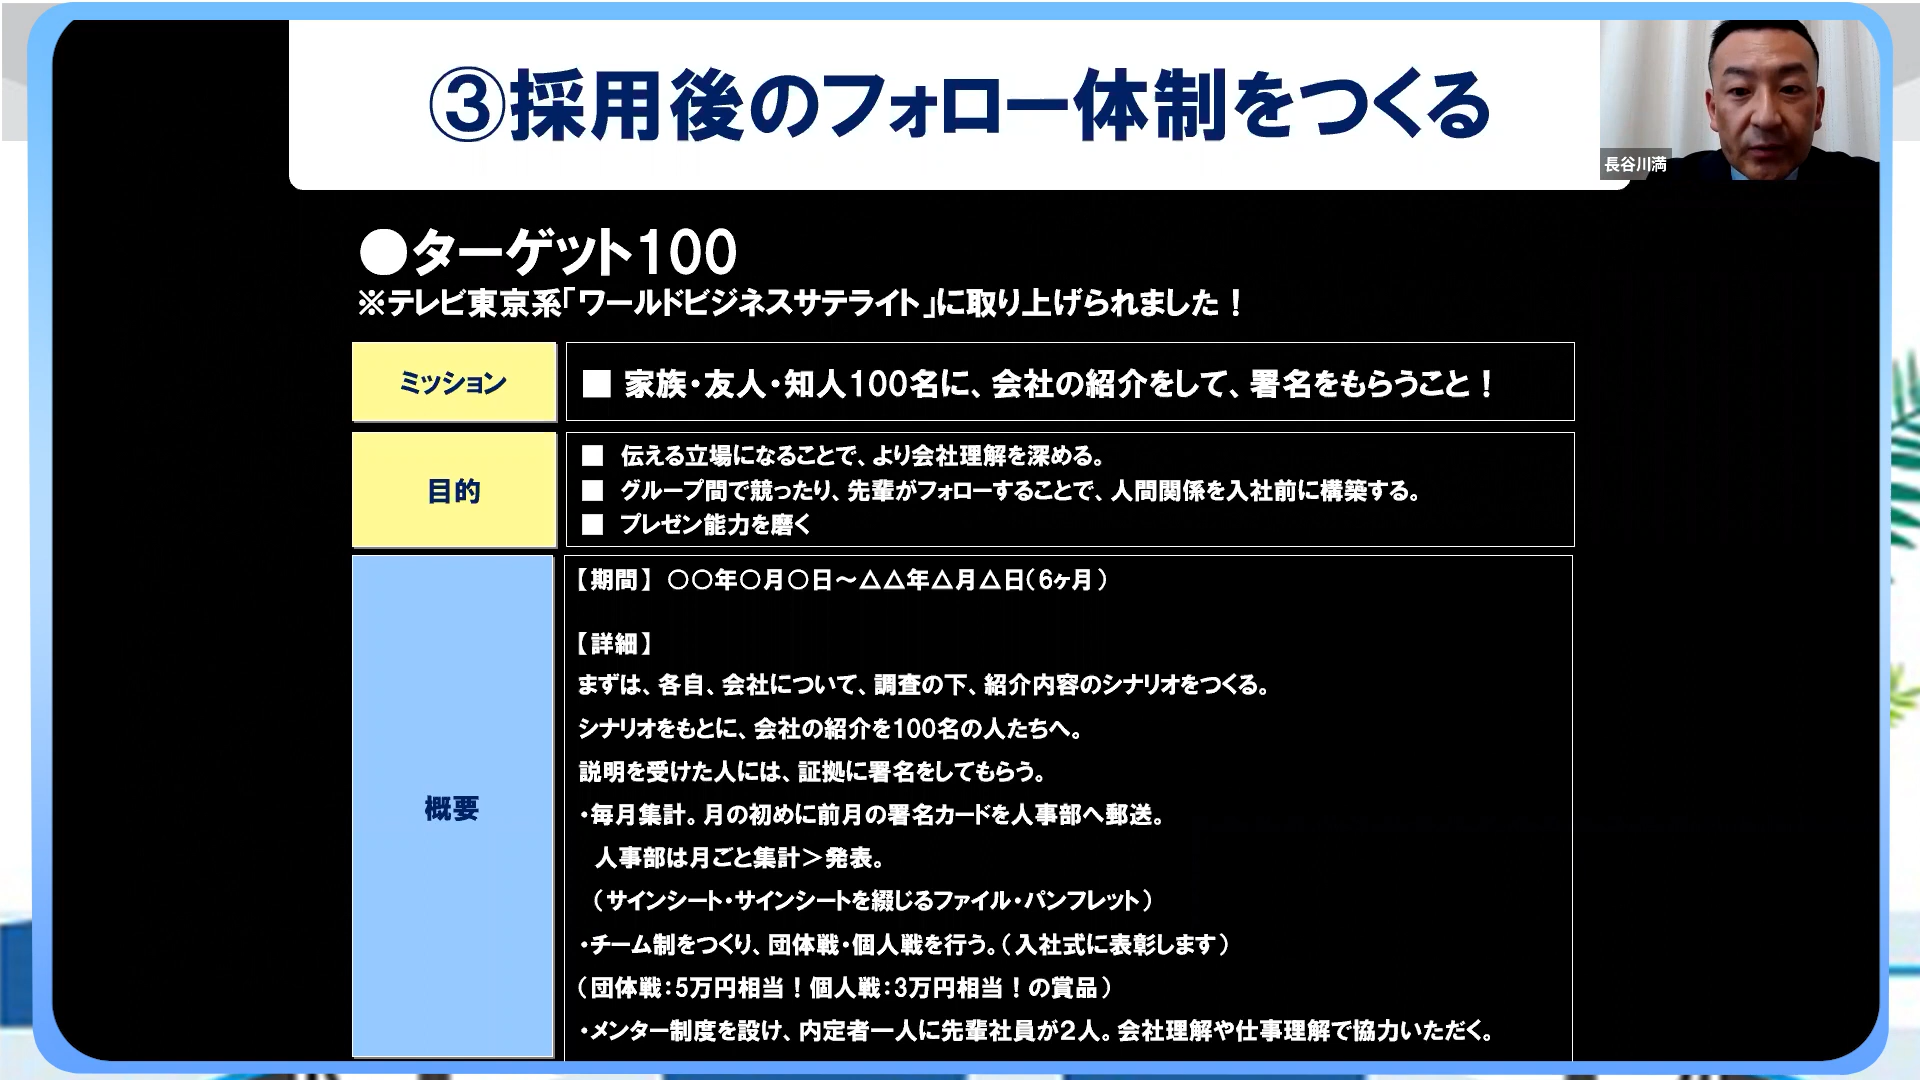 ③採用後のフォロー体制をつくる
長谷川満
●ターゲット100
※テレビ東京系「ワールドビジネスサテライト」に取り上げられました！
ミッション
■ 家族・友人・知人100名に、会社の紹介をして、署名をもらうこと！
目的
■ 伝える立場になることで、より会社理解を深める。
■ グループ間で競ったり、先輩がフォローすることで、人間関係を入社前に構築する。
■ プレゼン能力を磨く
概要
【期間】 ○○年○月○日～△△年△月△日（6ヶ月）
【詳細】
まずは、各自、会社について、調査の下、紹介内容のシナリオをつくる。
シナリオをもとに、会社の紹介を100名の人たちへ。
説明を受けた人には、証拠に署名をしてもらう。
・毎月集計。月の初めに前月の署名カードを人事部へ郵送。
人事部は月ごと集計＞発表。
（サインシート・サインシートを綴じるファイル・パンフレット）
・チーム制をつくり、団体戦・個人戦を行う。（入社式に表彰します）
（団体戦：5万円相当！個人戦：3万円相当！の賞品）
・メンター制度を設け、内定者一人に先輩社員が２人。会社理解や仕事理解で協力いただく。